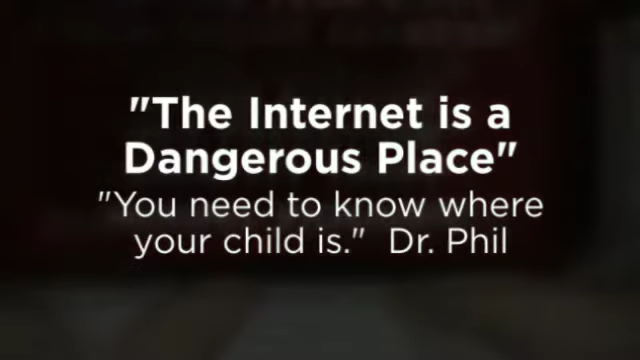 "The Internet is a
Dangerous Place"
"You need to know where
your child is."  Dr. Phil